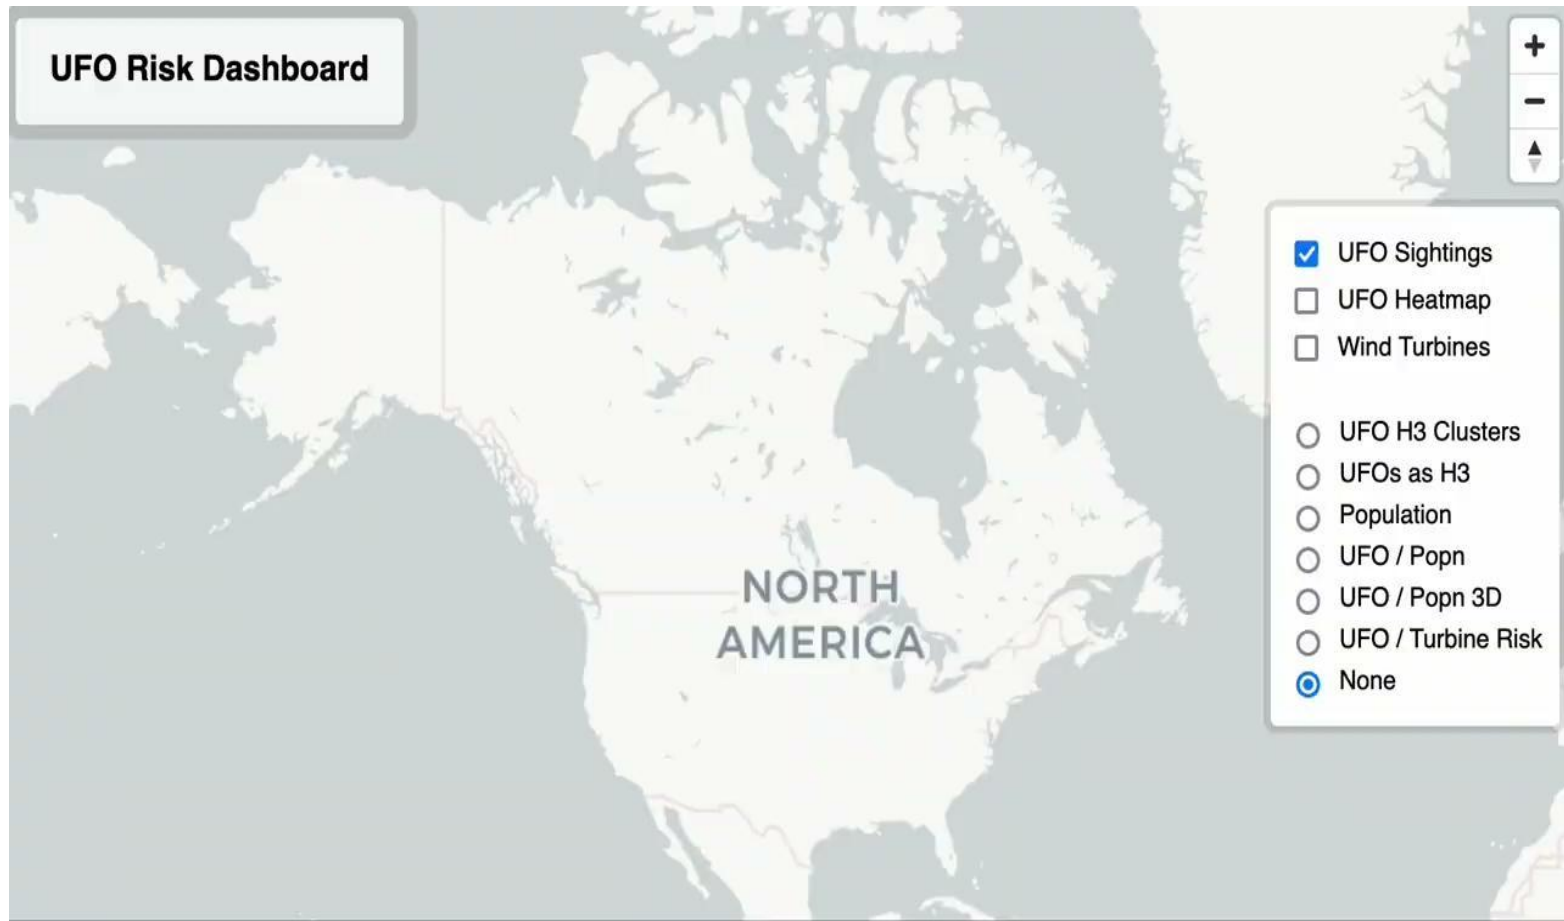 UFO Risk Dashboard
UFO Sightings
UFO Heatmap
Wind Turbines
UFO H3 Clusters
UFOs as H3
Population
UFO / Popn
UFO / Popn 3D
UFO / Turbine Risk
None
NORTH
AMERICA